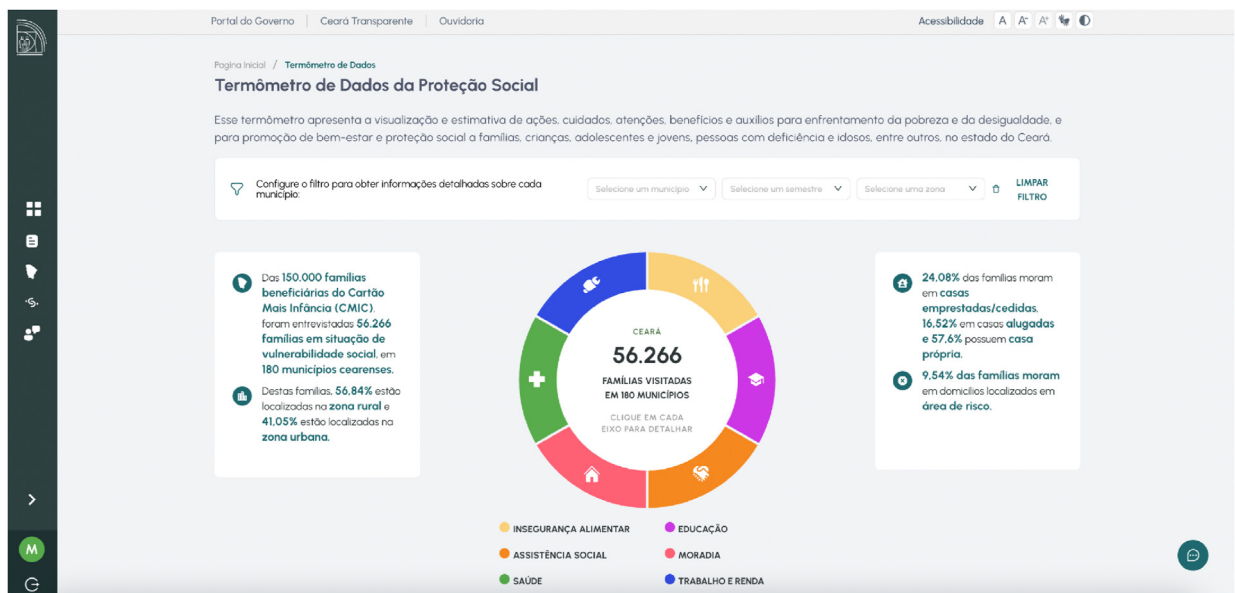 Portal do Governo
Ceará Transparente
Ouvidoria
Acessibilidade A A- A+
Pagina Inicial / Termômetro de Dados
Termômetro de Dados da Proteção Social
Esse termômetro apresenta a visualização e estimativa de ações, cuidados, atenções, benefícios e auxílios para enfrentamento da pobreza e da desigualdade, e
para promoção de bem-estar e proteção social a famílias, crianças, adolescentes e jovens, pessoas com deficiência e idosos, entre outros, no estado do Ceará.
Configure o filtro para obter informações detalhadas sobre cada
município:
Selecione um município
Selecione um semestre
Selecione uma zona
LIMPAR
FILTRO
Das 150.000 famílias
beneficiárias do Cartão
Mais Infância (CMIC),
foram entrevistadas 56.266
famílias em situação de
vulnerabilidade social, em
180 municípios cearenses.
Destas famílias, 56,84% estão
localizadas na zona rural e
41,05% estão localizadas na
zona urbana.
CEARÁ
56.266
FAMÍLIAS VISITADAS
EM 180 MUNICÍPIOS
CLIQUE EM CADA
EIXO PARA DETALHAR
24,08% das famílias moram
em casas
emprestadas/cedidas,
16,52% em casas alugadas
e 57,6% possuem casa
própria.
9,54% das famílias moram
em domicílios localizados em
área de risco.
INSEGURANÇA ALIMENTAR
EDUCAÇÃO
ASSISTÊNCIA SOCIAL
MORADIA
SAÚDE
TRABALHO E RENDA
M